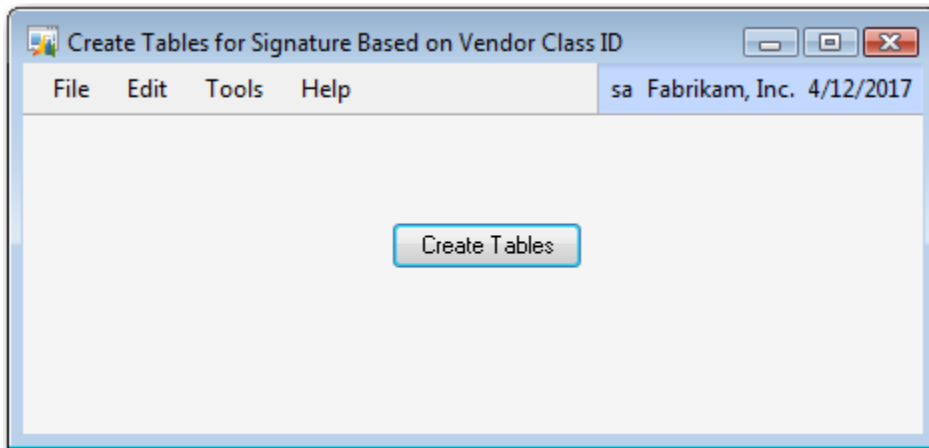 Create Tables for Signature Based on Vendor Class ID
File Edit Tools Help sa Fabrikam, Inc. 4/12/2017
Create Tables